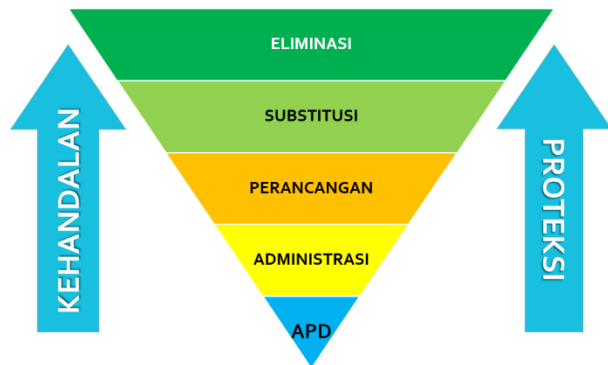 ELIMINASI
SUBSTITUSI
PERANCANGAN
ADMINISTRASI
APD
KEHANDALAN
PROTEKSI